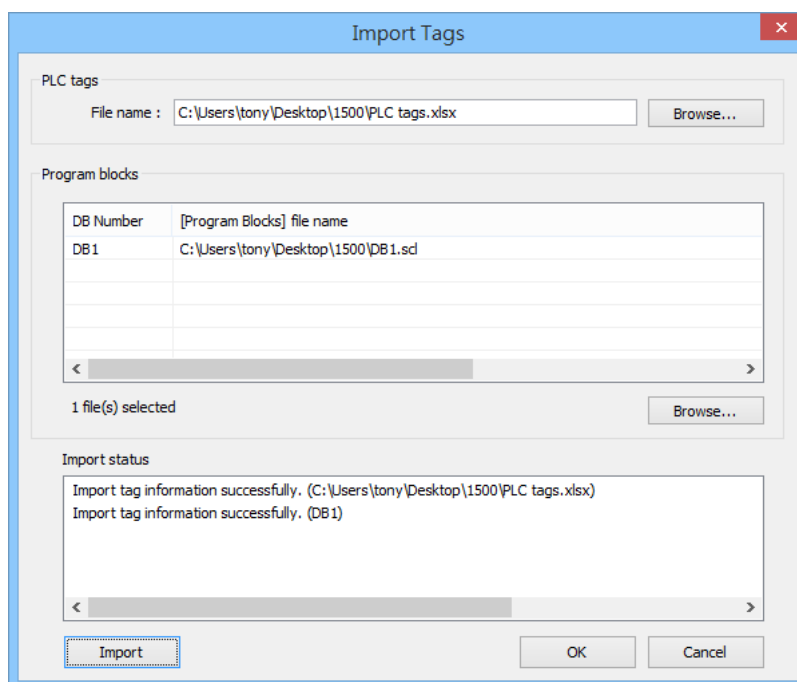 Import Tags
PLC tags
File name : C:\Users\tony\Desktop\1500\PLC tags.xlsx Browse...
Program blocks
DB Number [Program Blocks] file name
DB1 C:\Users\tony\Desktop\1500\DB1.scl
1 file(s) selected Browse...
Import status
Import tag information successfully. (C:\Users\tony\Desktop\1500\PLC tags.xlsx)
Import tag information successfully. (DB1)
Import OK Cancel